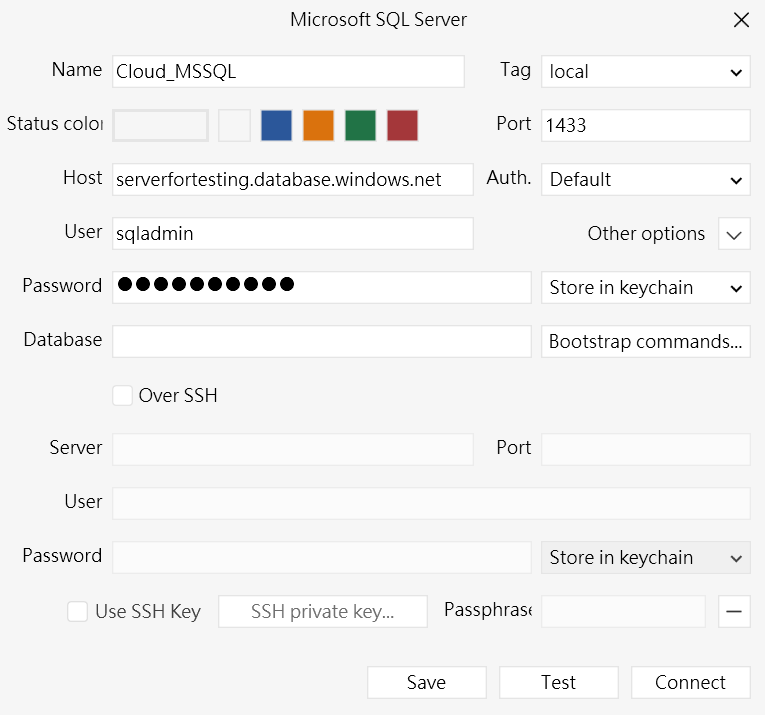 Microsoft SQL Server
Name Cloud_MSSQL Tag local
Status color Port 1433
Host serverfortesting.database.windows.net Auth. Default
User sqladmin Other options
Password ●●●●●●●●●● Store in keychain
Database Bootstrap commands...
Over SSH
Server Port
User
Password Store in keychain
Use SSH Key SSH private key... Passphrase
Save Test Connect